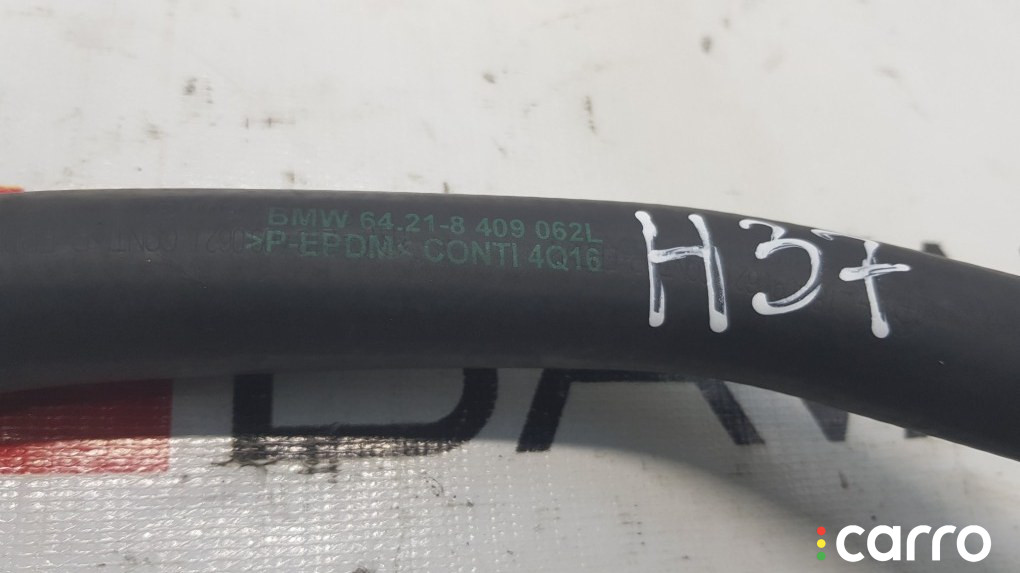 BMW 64.21-8 409 062L
>P-EPDM< CONTI 4Q16
H37
carro